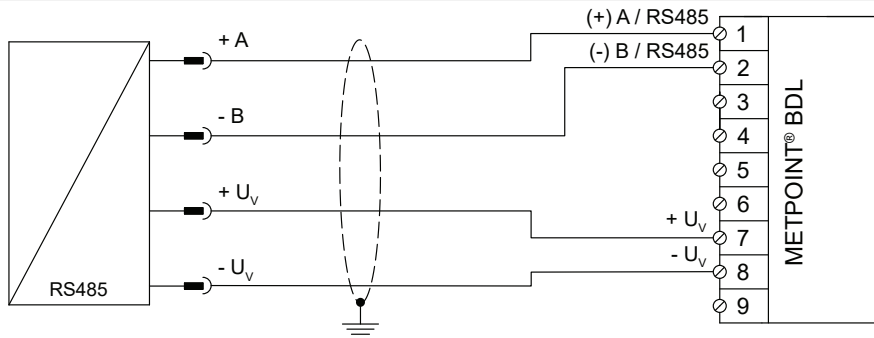 + A
- B
+ Uv
- Uv
RS485
(+) A / RS485
(-) B / RS485
+ Uv
- Uv
1
2
3
4
5
6
7
8
9
METPOINT® BDL